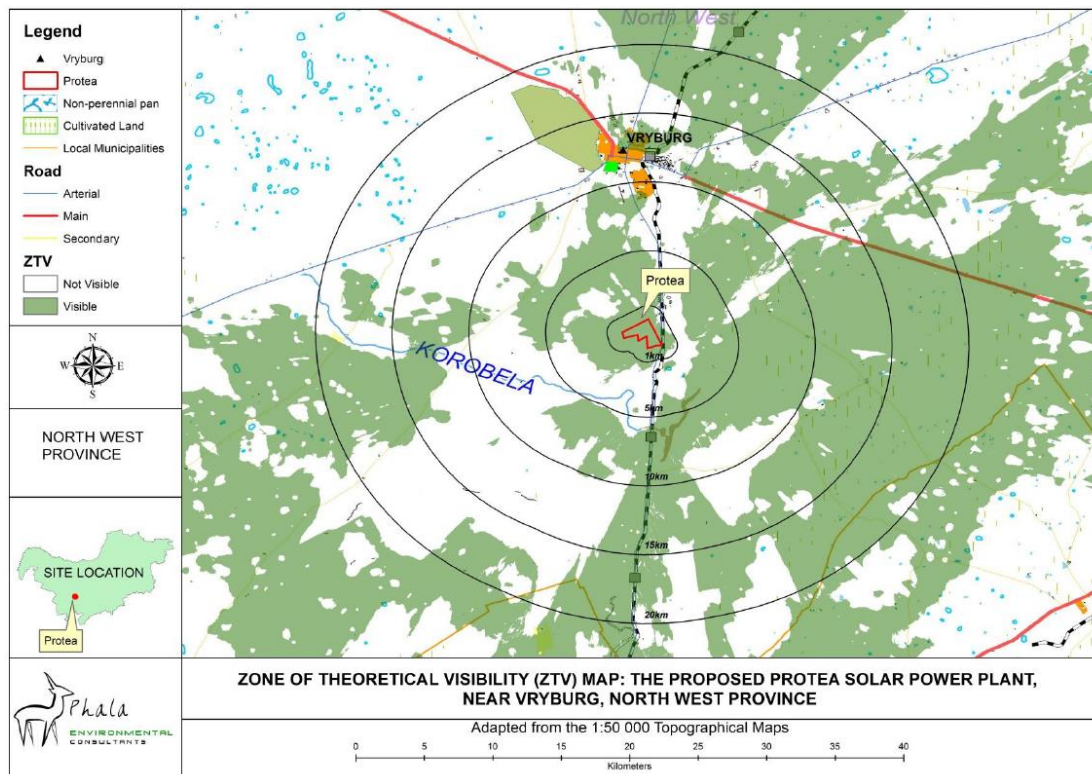 Legend
Vryburg
Protea
Non-perennial pan
Cultivated Land
Local Municipalities
Road
Arterial
Main
Secondary
ZTV
Not Visible
Visible
N
W E
S
NORTH WEST
PROVINCE
SITE LOCATION
Protea
Phala
ENVIRONMENTAL
CONSULTANTS
North West
VRYBURG
Protea
1km
KOROBELA
5km
10km
15km
20km
ZONE OF THEORETICAL VISIBILITY (ZTV) MAP: THE PROPOSED PROTEA SOLAR POWER PLANT,
NEAR VRYBURG, NORTH WEST PROVINCE
Adapted from the 1:50 000 Topographical Maps
0 5 10 15 20 25 30 35 40
Kilometers